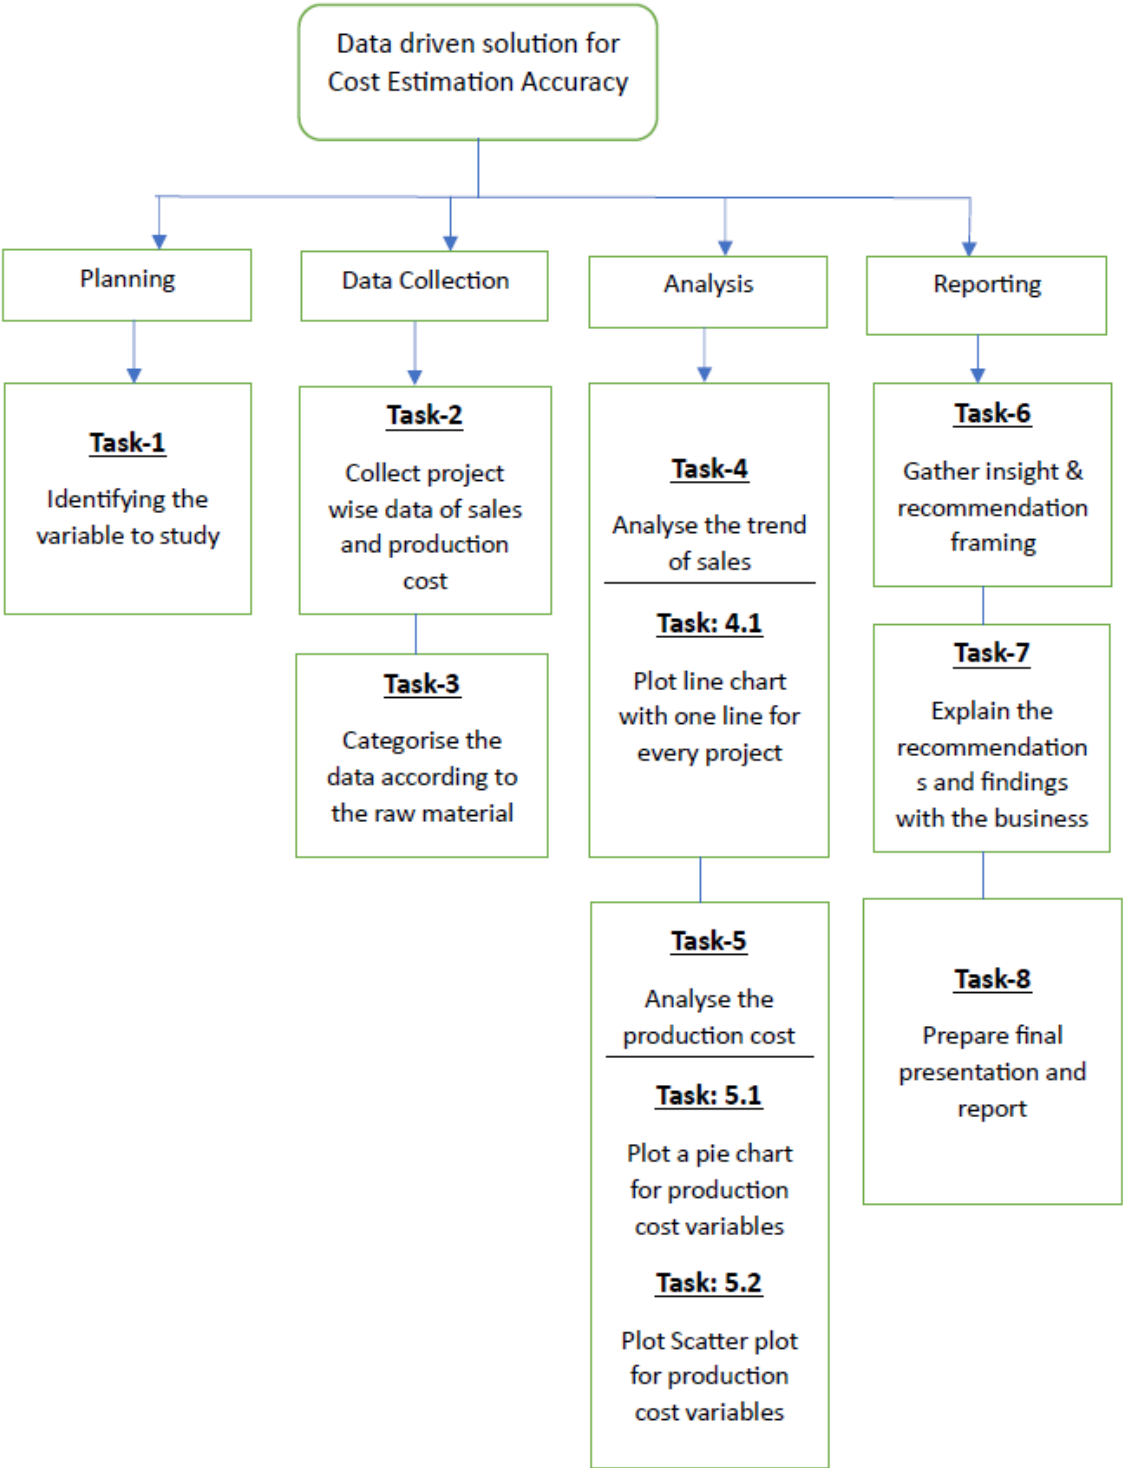 Data driven solution for
Cost Estimation Accuracy
Planning
Data Collection
Analysis
Reporting
Task-1
Identifying the
variable to study
Task-2
Collect project
wise data of sales
and production
cost
Task-3
Categorise the
data according to
the raw material
Task-4
Analyse the trend
of sales
Task: 4.1
Plot line chart
with one line for
every project
Task-5
Analyse the
production cost
Task: 5.1
Plot a pie chart
for production
cost variables
Task: 5.2
Plot Scatter plot
for production
cost variables
Task-6
Gather insight &
recommendation
framing
Task-7
Explain the
recommendation
s and findings
with the business
Task-8
Prepare final
presentation and
report